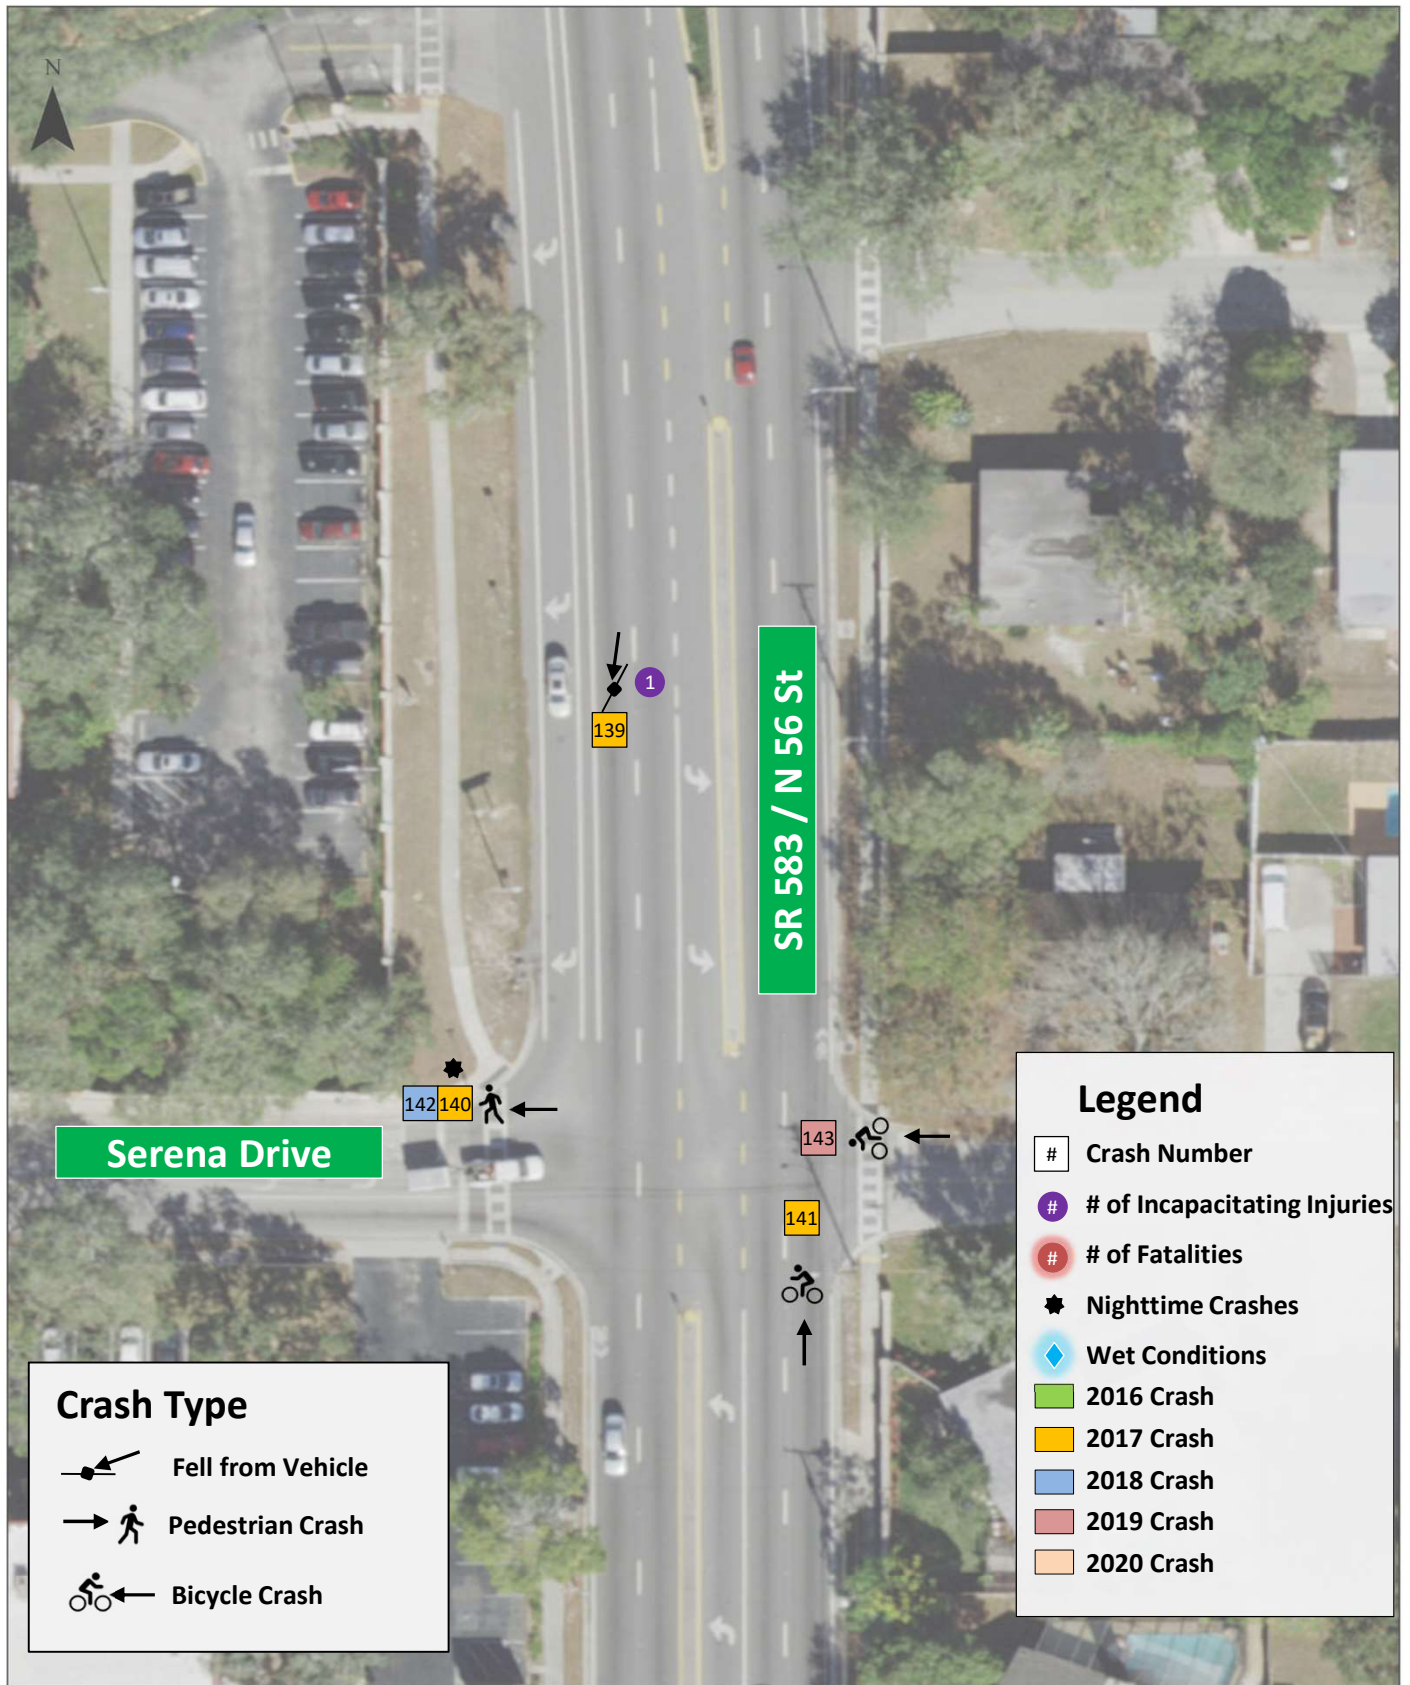 N
1
139
SR 583 / N 56 St
142
140
143
Serena Drive
141
Legend
# Crash Number
# # of Incapacitating Injuries
# # of Fatalities
Nighttime Crashes
Wet Conditions
2016 Crash
2017 Crash
2018 Crash
2019 Crash
2020 Crash
Crash Type
Fell from Vehicle
Pedestrian Crash
Bicycle Crash